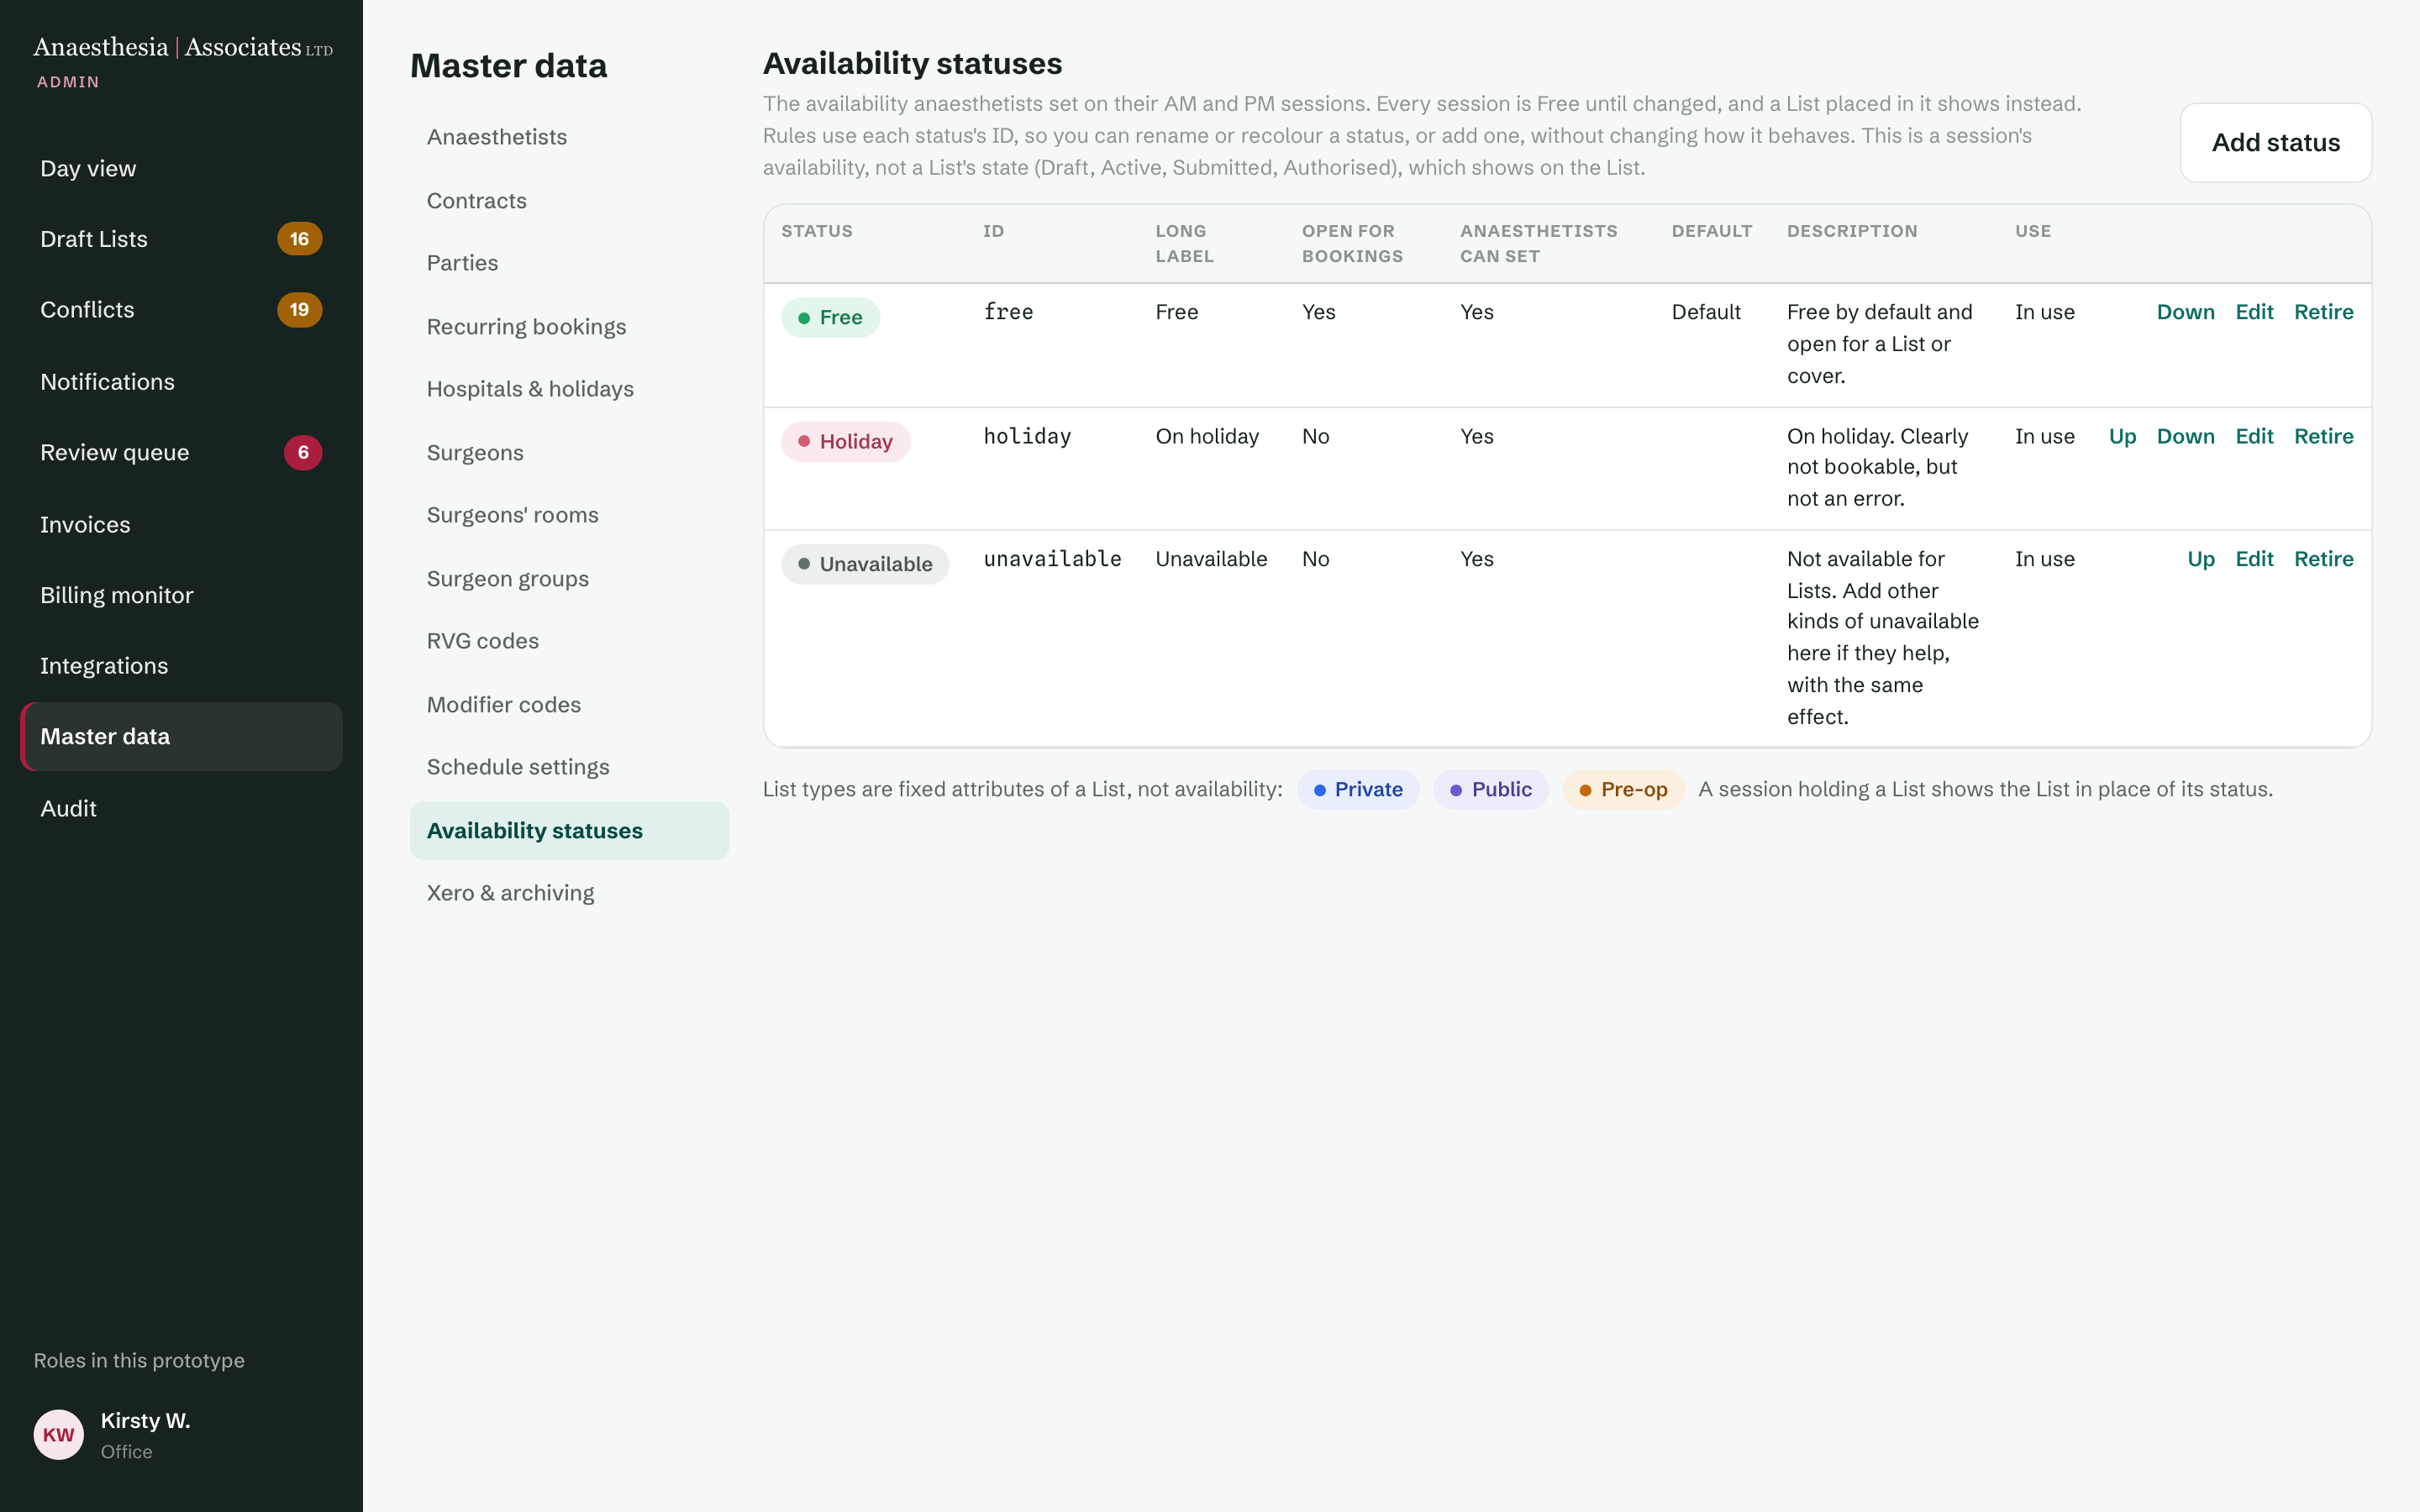 Anaesthesia | Associates LTD
ADMIN
Day view
Draft Lists 16
Conflicts 19
Notifications
Review queue 6
Invoices
Billing monitor
Integrations
Master data
Audit
Roles in this prototype
KW
Kirsty W.
Office
Master data
Anaesthetists
Contracts
Parties
Recurring bookings
Hospitals & holidays
Surgeons
Surgeons' rooms
Surgeon groups
RVG codes
Modifier codes
Schedule settings
Availability statuses
Xero & archiving
Availability statuses
The availability anaesthetists set on their AM and PM sessions. Every session is Free until changed, and a List placed in it shows instead.
Rules use each status's ID, so you can rename or recolour a status, or add one, without changing how it behaves. This is a session's
availability, not a List's state (Draft, Active, Submitted, Authorised), which shows on the List.
Add status
STATUS ID LONG LABEL OPEN FOR BOOKINGS ANAESTHETISTS CAN SET DEFAULT DESCRIPTION USE
Free free Free Yes Yes Default Free by default and In use Down Edit Retire
open for a List or
cover.
Holiday holiday On holiday No Yes On holiday. Clearly In use Up Down Edit Retire
not bookable, but
not an error.
Unavailable unavailable Unavailable No Yes Not available for In use Up Edit Retire
Lists. Add other
kinds of unavailable
here if they help,
with the same
effect.
List types are fixed attributes of a List, not availability: Private Public Pre-op A session holding a List shows the List in place of its status.